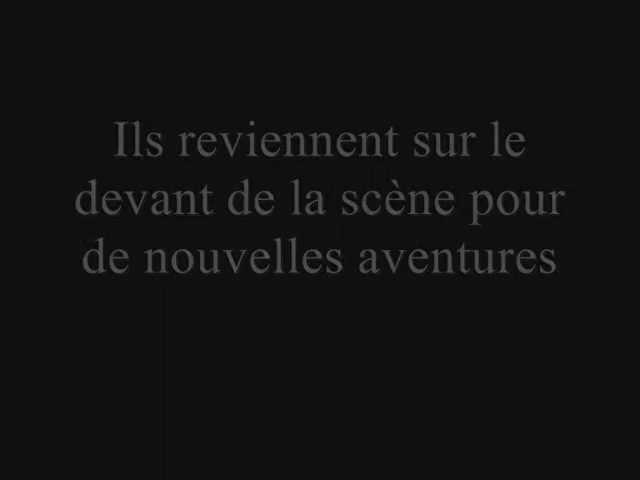 Ils reviennent sur le
devant de la scène pour
de nouvelles aventures